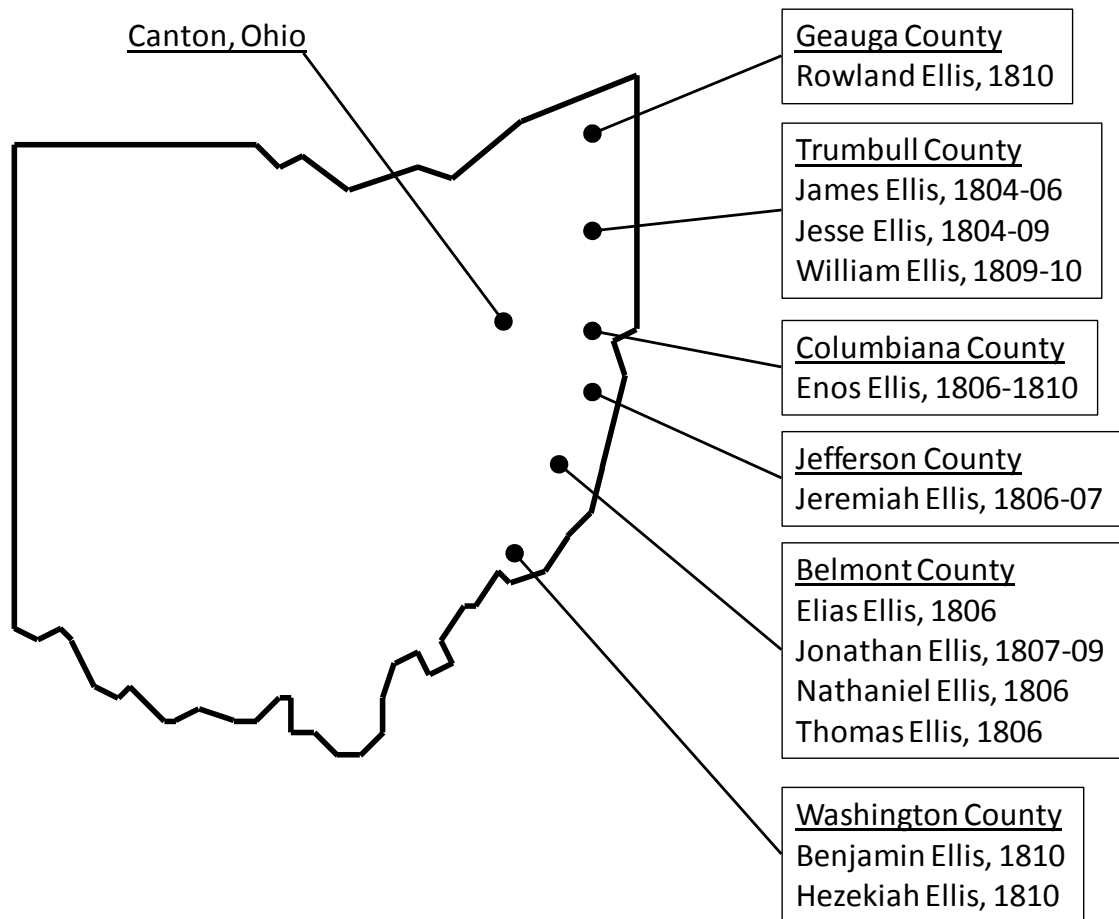 Canton, Ohio
Geauga County
Rowland Ellis, 1810
Trumbull County
James Ellis, 1804-06
Jesse Ellis, 1804-09
William Ellis, 1809-10
Columbiana County
Enos Ellis, 1806-1810
Jefferson County
Jeremiah Ellis, 1806-07
Belmont County
Elias Ellis, 1806
Jonathan Ellis, 1807-09
Nathaniel Ellis, 1806
Thomas Ellis, 1806
Washington County
Benjamin Ellis, 1810
Hezekiah Ellis, 1810